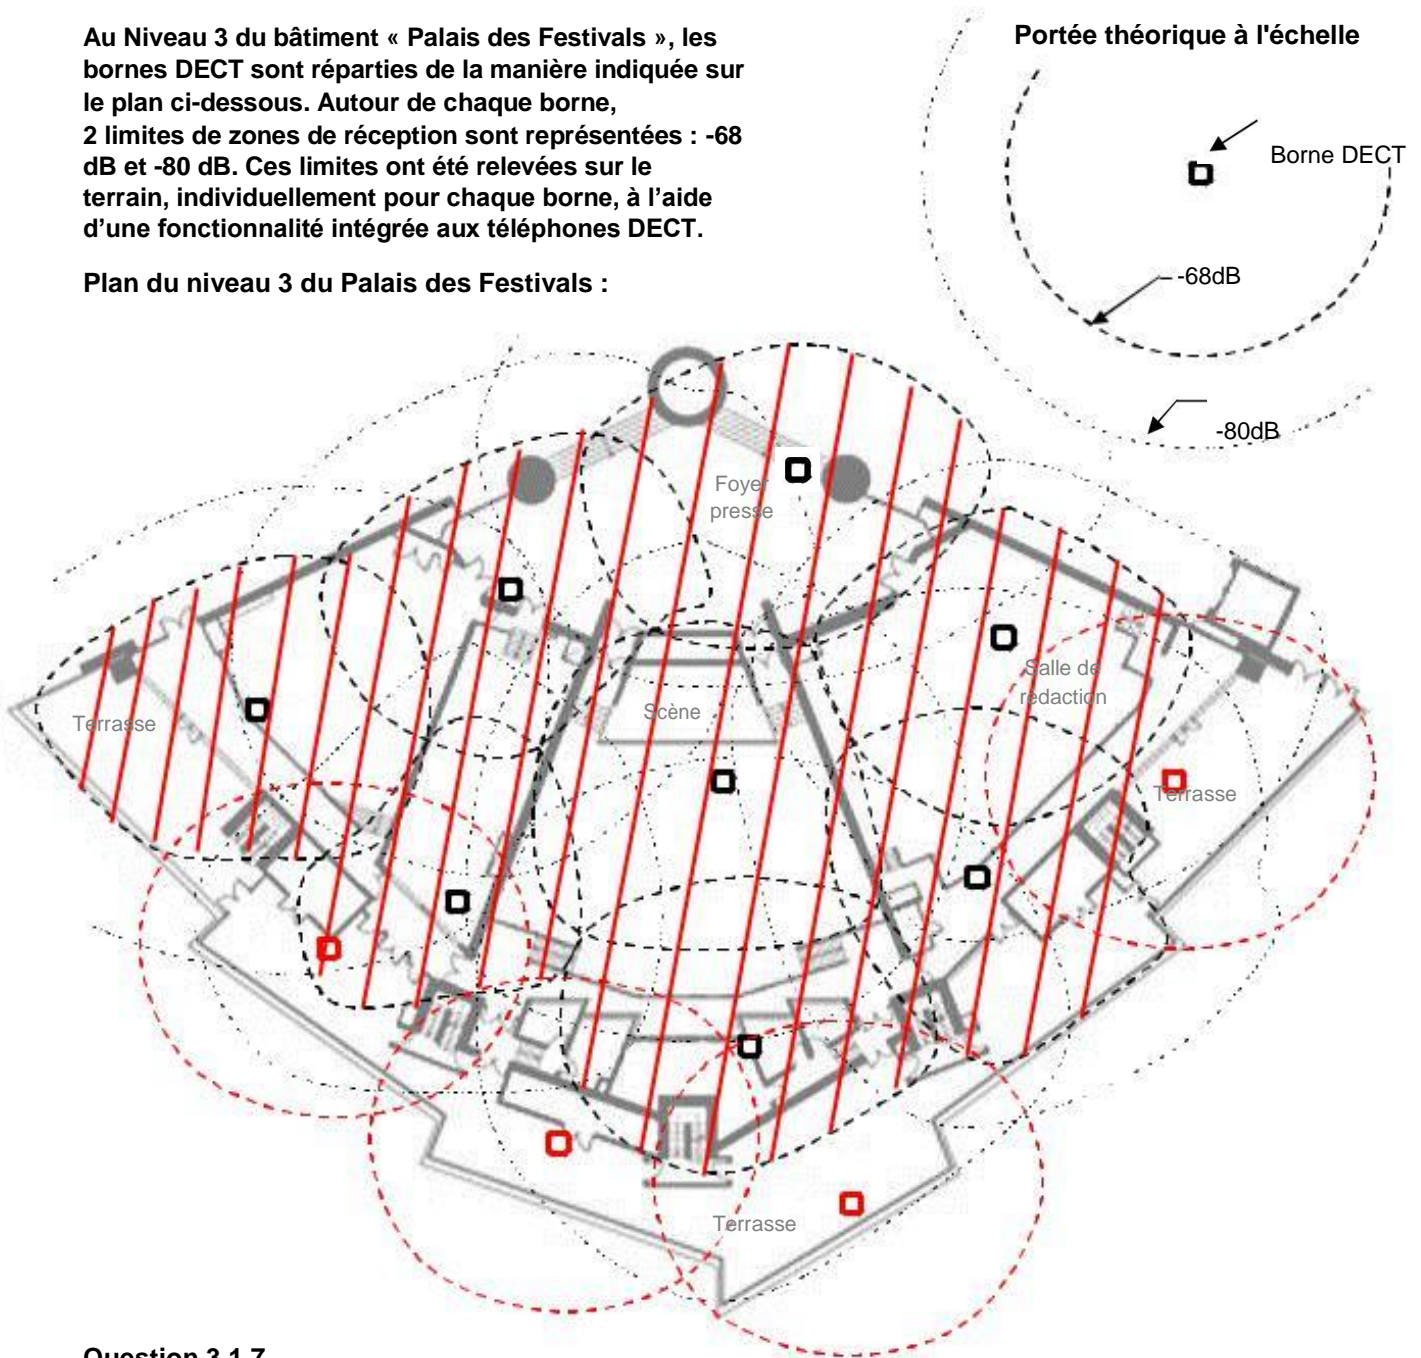 Au Niveau 3 du bâtiment « Palais des Festivals », les
bornes DECT sont réparties de la manière indiquée sur
le plan ci-dessous. Autour de chaque borne,
2 limites de zones de réception sont représentées : -68
dB et -80 dB. Ces limites ont été relevées sur le
terrain, individuellement pour chaque borne, à l’aide
d’une fonctionnalité intégrée aux téléphones DECT.
Plan du niveau 3 du Palais des Festivals :
Portée théorique à l'échelle
Borne DECT
-68dB
-80dB
Foyer
presse
Salle de
rédaction
Scène
Terrasse
Terrasse
Terrasse
Question 3.1.7